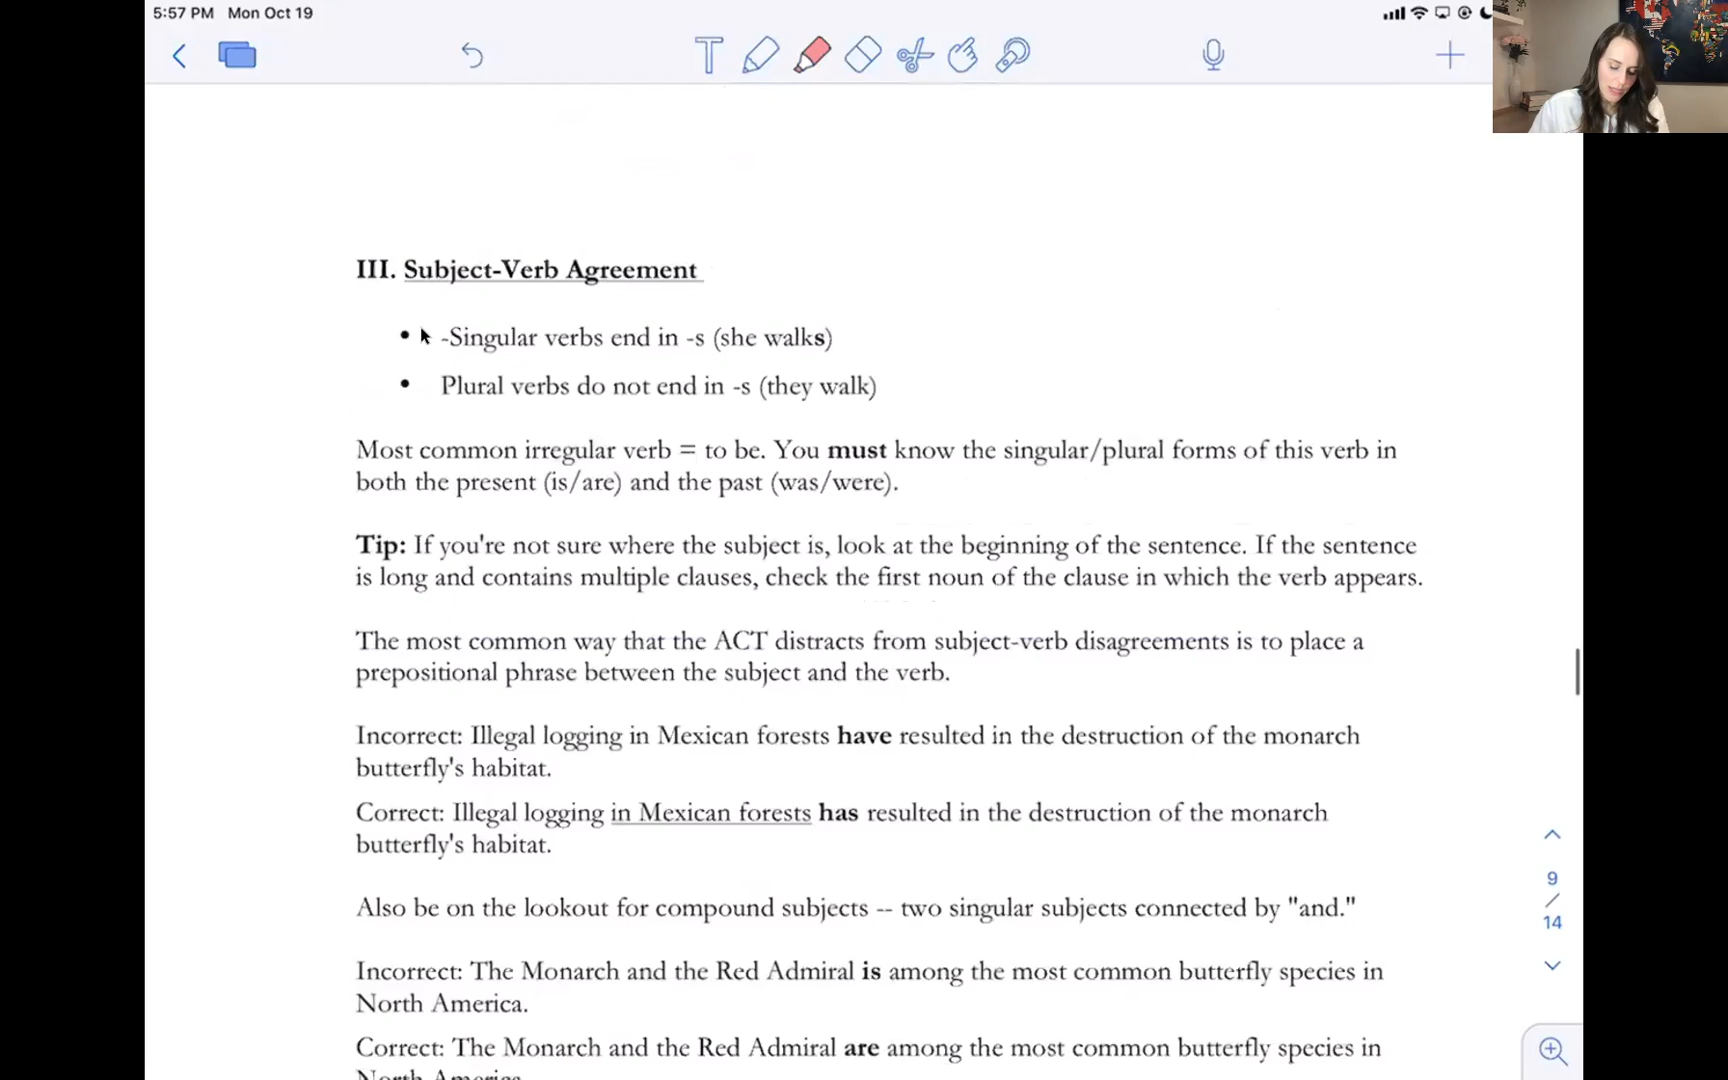 5:57 PM Mon Oct 19
III. Subject-Verb Agreement
• -Singular verbs end in -s (she walks)
• Plural verbs do not end in -s (they walk)
Most common irregular verb = to be. You must know the singular/plural forms of this verb in
both the present (is/are) and the past (was/were).
Tip: If you're not sure where the subject is, look at the beginning of the sentence. If the sentence
is long and contains multiple clauses, check the first noun of the clause in which the verb appears.
The most common way that the ACT distracts from subject-verb disagreements is to place a
prepositional phrase between the subject and the verb.
Incorrect: Illegal logging in Mexican forests have resulted in the destruction of the monarch
butterfly's habitat.
Correct: Illegal logging in Mexican forests has resulted in the destruction of the monarch
butterfly's habitat.
9
/
14
Also be on the lookout for compound subjects -- two singular subjects connected by "and."
Incorrect: The Monarch and the Red Admiral is among the most common butterfly species in
North America.
Correct: The Monarch and the Red Admiral are among the most common butterfly species in
North America.